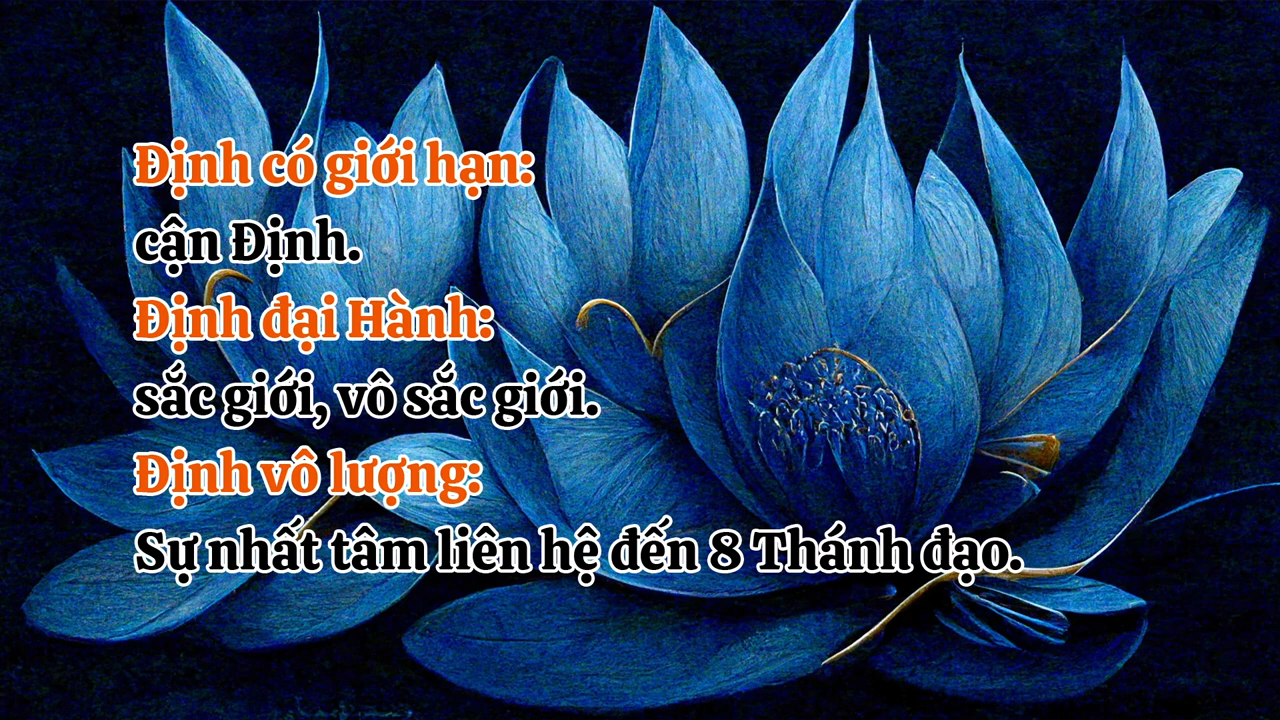 Định có giới hạn:
cận Định.
Định đại Hành:
sắc giới, vô sắc giới.
Định vô lượng:
Sự nhất tâm liên hệ đến 8 Thánh đạo.